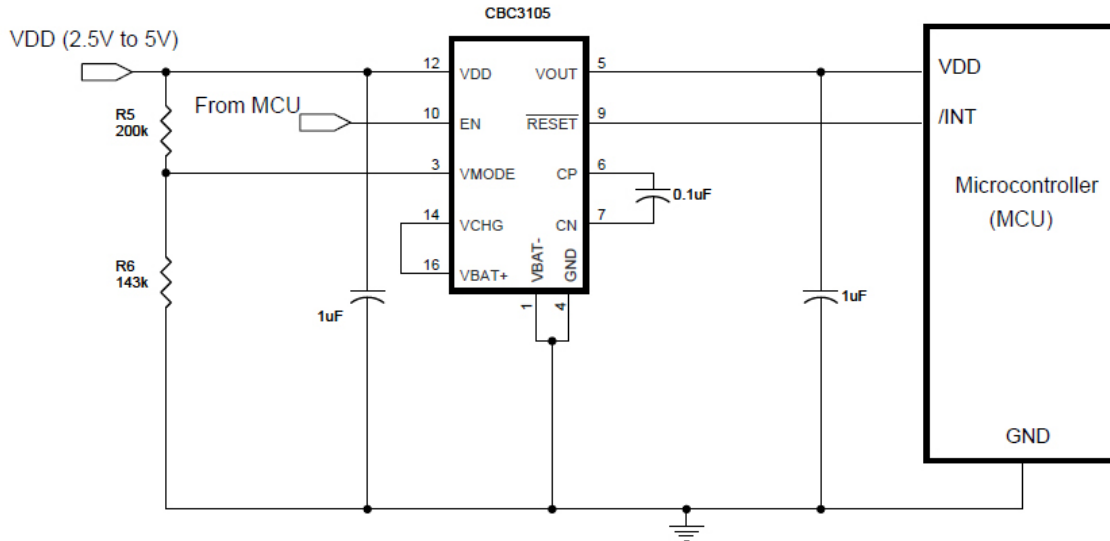 CBC3105
VDD (2.5V to 5V)
12
VDD
VOUT
5
VDD
From MCU
10
EN
RESET
9
/INT
R5
200k
3
VMODE
CP
6
0.1uF
14
VCHG
CN
7
Microcontroller
(MCU)
16
VBAT+
VBAT-
GND
R6
143k
1
4
1uF
1uF
GND